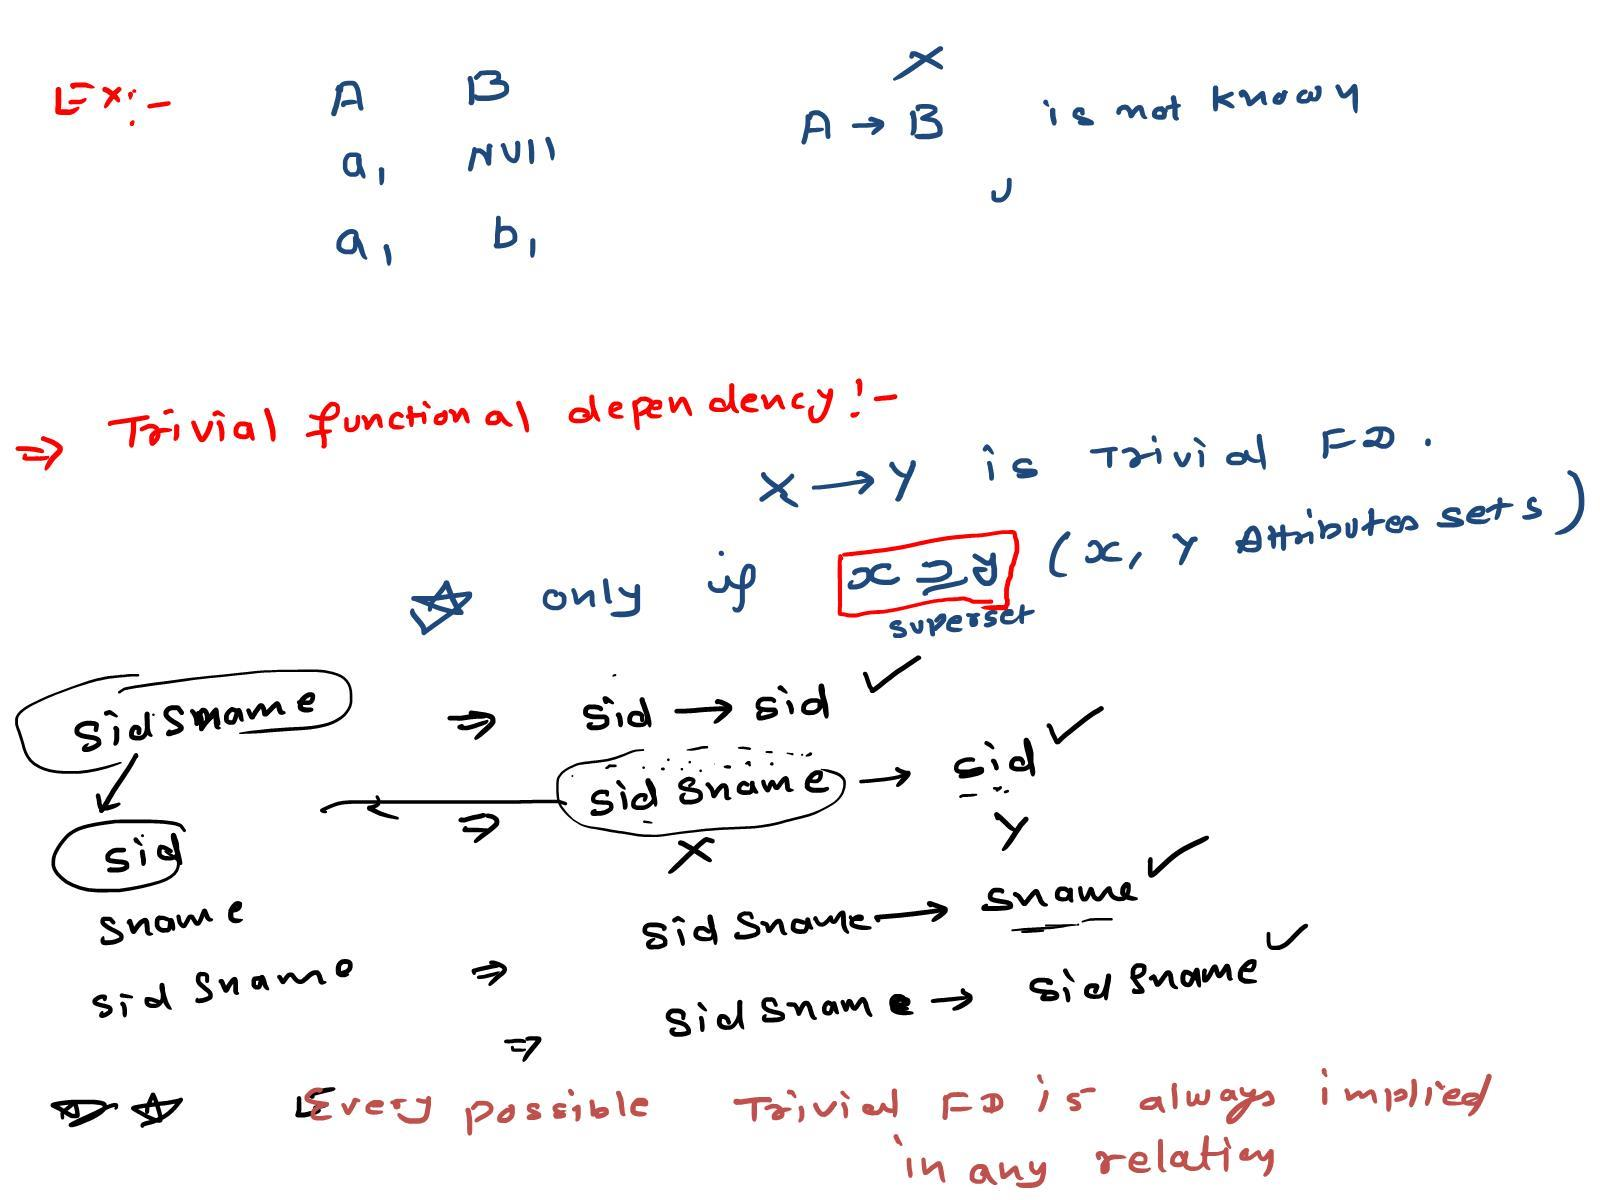 Ex:- A B X
A → B is not known
a1 NULL
a1 b1
⇒ Trivial functional dependency:-
X → Y is Trivial FD.
☆ only if x ⊇ y (x, Y Attributes sets)
superset
Sid Sname ⇒ Sid → Sid ✓
Sid Sname → Sid ✓
Sid ⇒ X Y
Sname Sid Sname → Sname ✓
Sid Sname ⇒ Sid Sname → Sid Sname ✓
⇒
☆ ☆ Every possible Trivial FD is always implied
in any relation